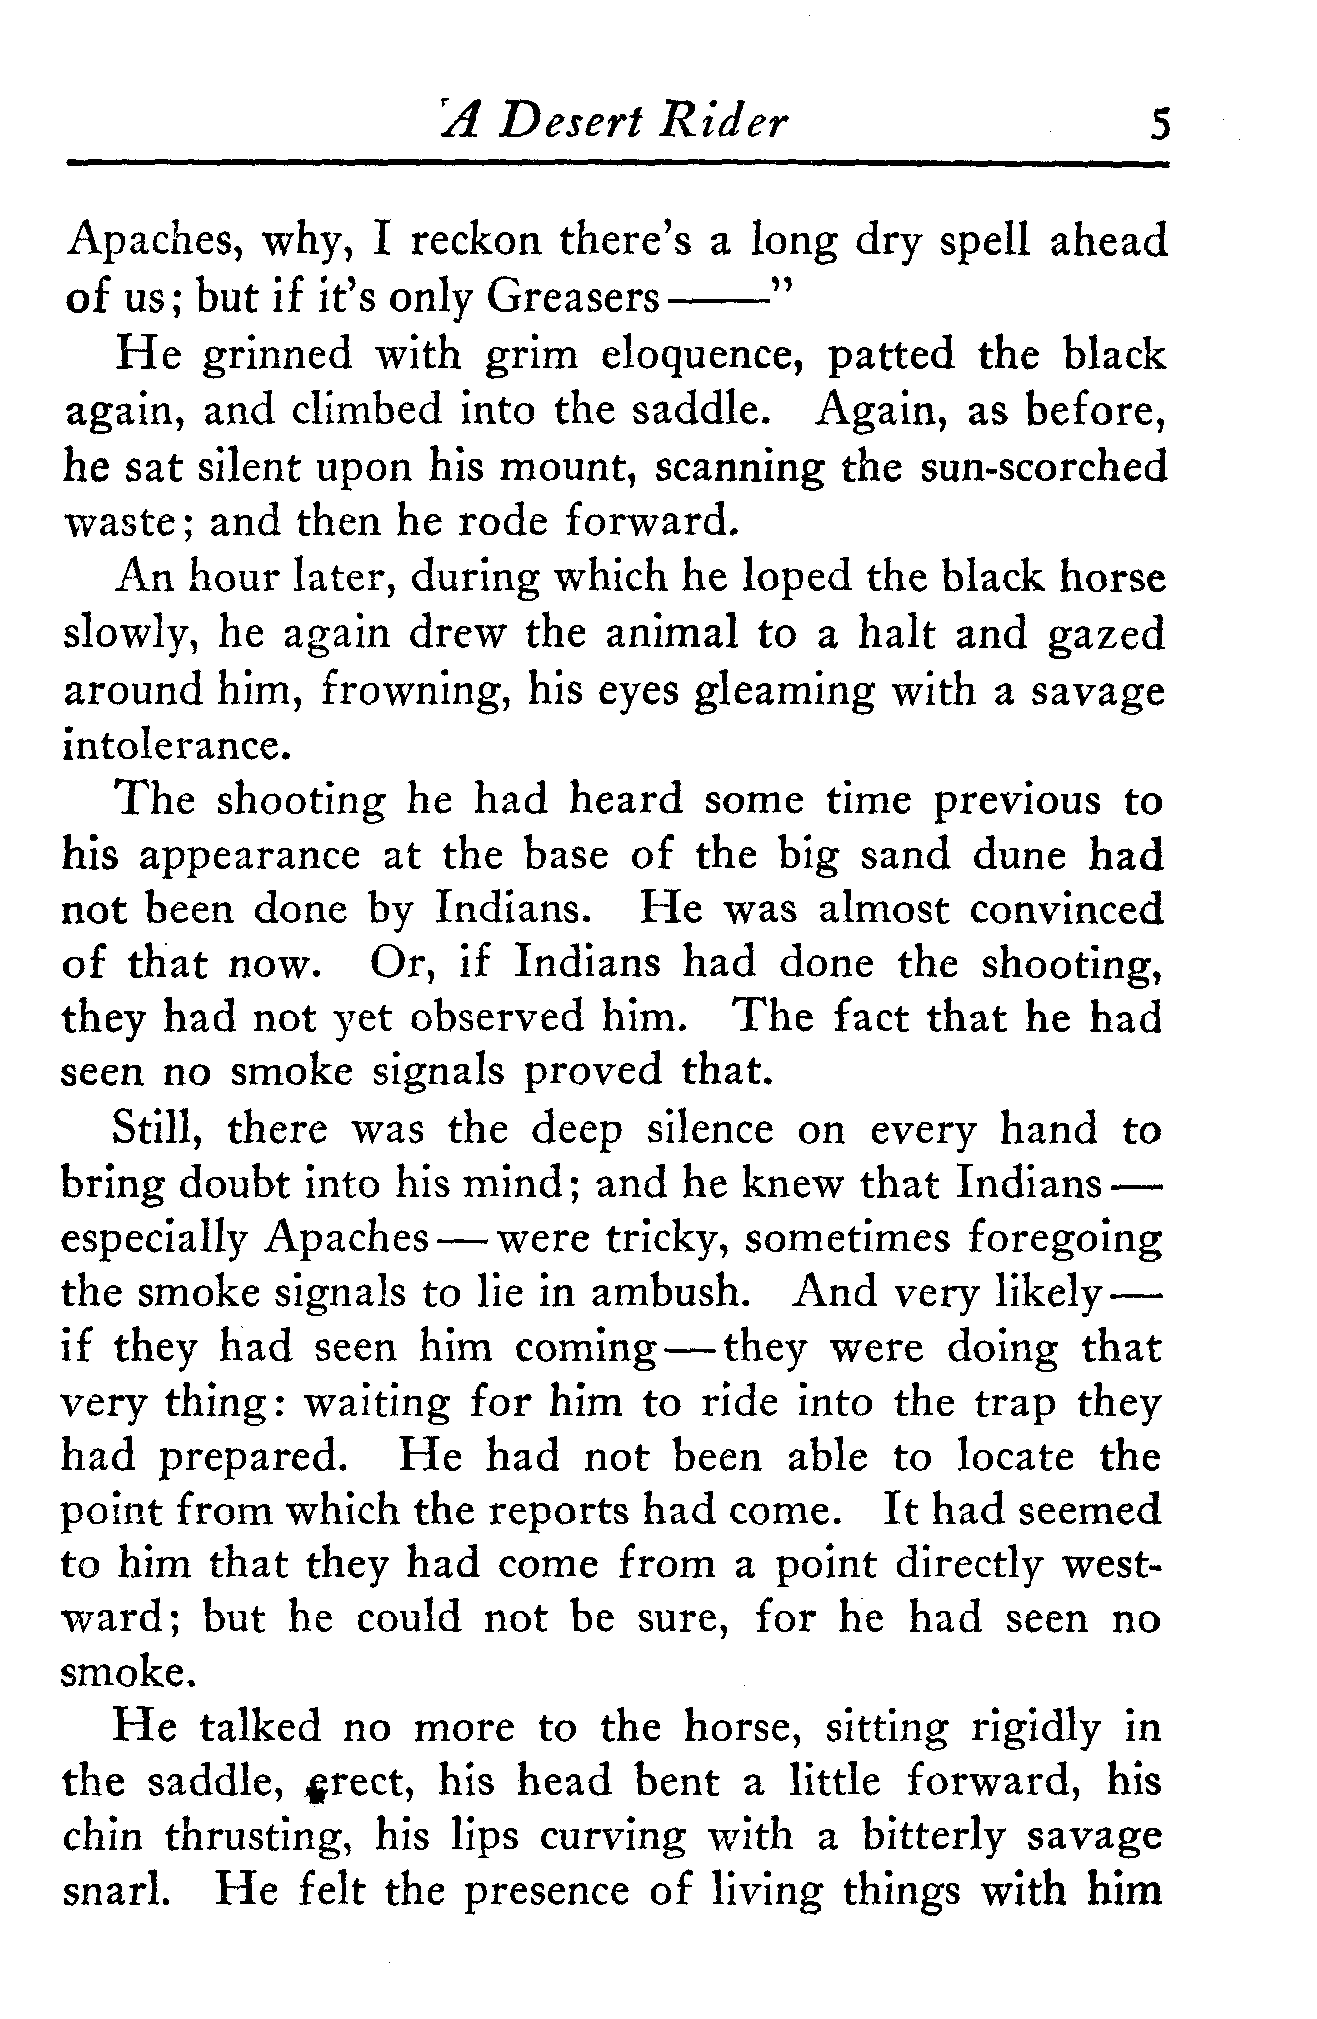 A Desert Rider 5
Apaches, why, I reckon there's a long dry spell ahead
of us; but if it's only Greasers——"
He grinned with grim eloquence, patted the black
again, and climbed into the saddle. Again, as before,
he sat silent upon his mount, scanning the sun-scorched
waste; and then he rode forward.
An hour later, during which he loped the black horse
slowly, he again drew the animal to a halt and gazed
around him, frowning, his eyes gleaming with a savage
intolerance.
The shooting he had heard some time previous to
his appearance at the base of the big sand dune had
not been done by Indians. He was almost convinced
of that now. Or, if Indians had done the shooting,
they had not yet observed him. The fact that he had
seen no smoke signals proved that.
Still, there was the deep silence on every hand to
bring doubt into his mind; and he knew that Indians—
especially Apaches—were tricky, sometimes foregoing
the smoke signals to lie in ambush. And very likely—
if they had seen him coming—they were doing that
very thing: waiting for him to ride into the trap they
had prepared. He had not been able to locate the
point from which the reports had come. It had seemed
to him that they had come from a point directly west-
ward; but he could not be sure, for he had seen no
smoke.
He talked no more to the horse, sitting rigidly in
the saddle, erect, his head bent a little forward, his
chin thrusting, his lips curving with a bitterly savage
snarl. He felt the presence of living things with him